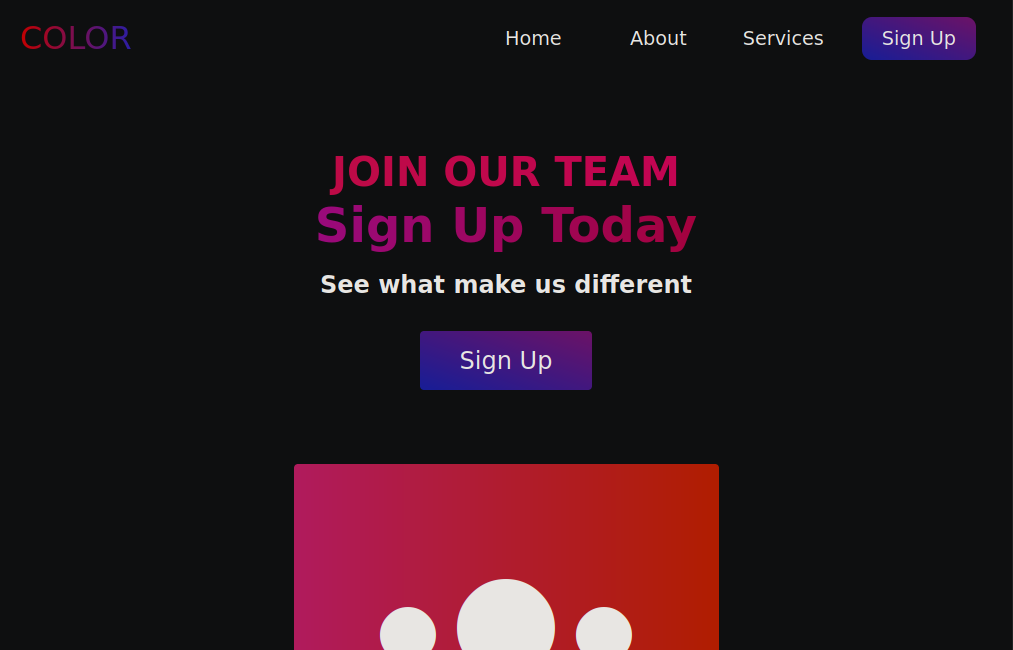 COLOR
Home About Services Sign Up
JOIN OUR TEAM
Sign Up Today
See what make us different
Sign Up